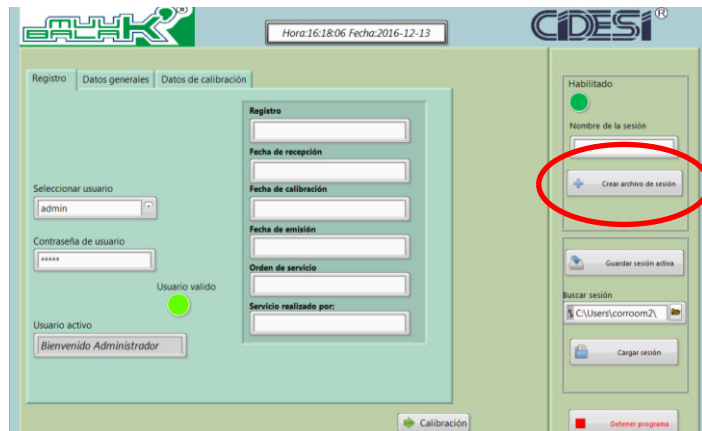 MUUK'
BALAK ®
Hora:16:18:06 Fecha:2016-12-13
CIDESI®
Registro
Datos generales
Datos de calibración
Seleccionar usuario
admin
Contraseña de usuario
*****
Usuario valido
Usuario activo
Bienvenido Administrador
Registro
Fecha de recepción
Fecha de calibración
Fecha de emisión
Orden de servicio
Servicio realizado por:
Calibración
Habilitado
Nombre de la sesión
Crear archivo de sesión
Guardar sesión activa
Buscar sesión
C:\Users\corroom2\
Cargar sesión
Detener programa